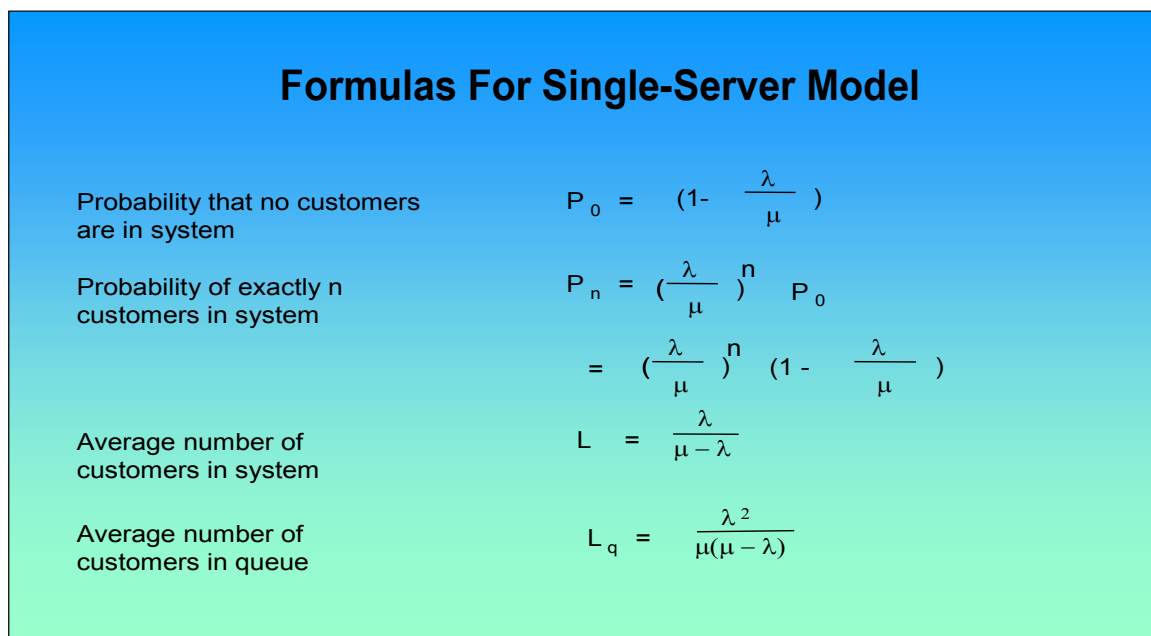 Formulas For Single-Server Model
Probability that no customers
are in system
P 0 = (1- λ/μ )
Probability of exactly n
customers in system
P n = (λ/μ )^n P 0
= (λ/μ )^n (1 - λ/μ )
Average number of
customers in system
L = λ/(μ − λ)
Average number of
customers in queue
L q = λ²/μ(μ − λ)